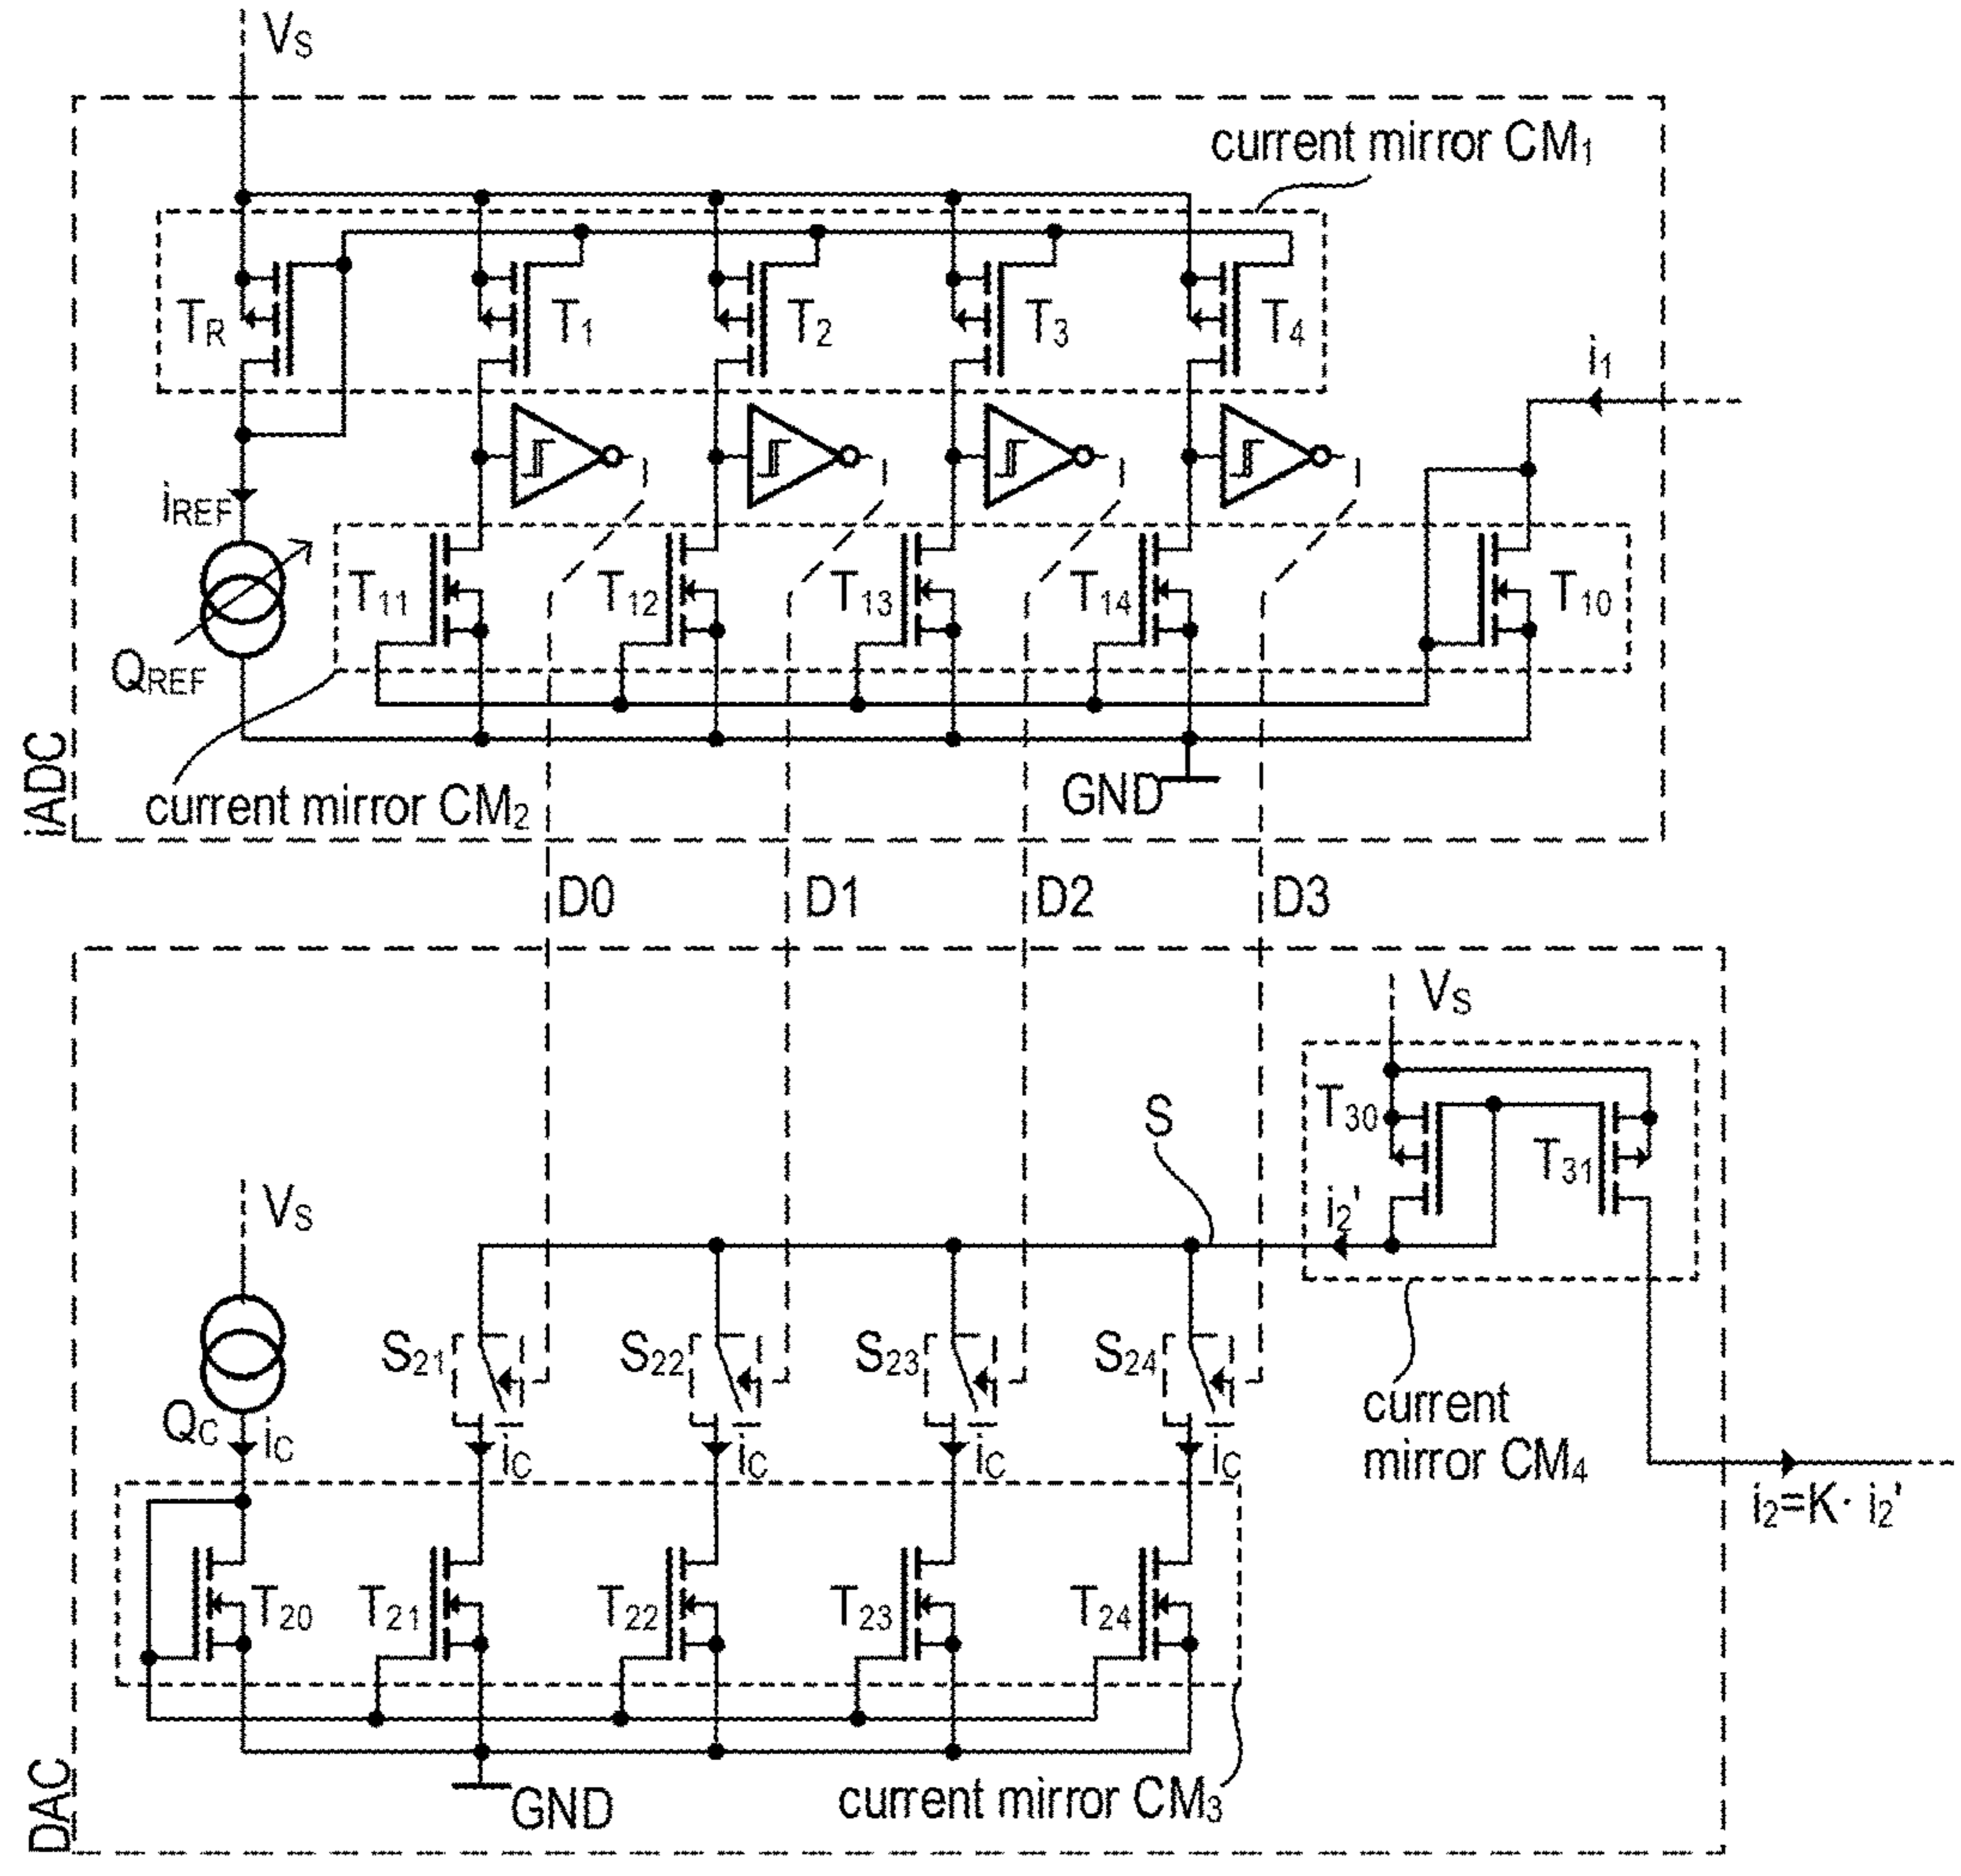 VS
current mirror CM1
TR
T1
T2
T3
T4
i1
iREF
T11
T12
T13
T14
T10
QREF
iADC
current mirror CM2
GND
D0
D1
D2
D3
VS
T30
T31
S
i2'
VS
S21
S22
S23
S24
QC
iC
iC
iC
iC
iC
current
mirror CM4
i2=K· i2'
T20
T21
T22
T23
T24
DAC
GND
current mirror CM3